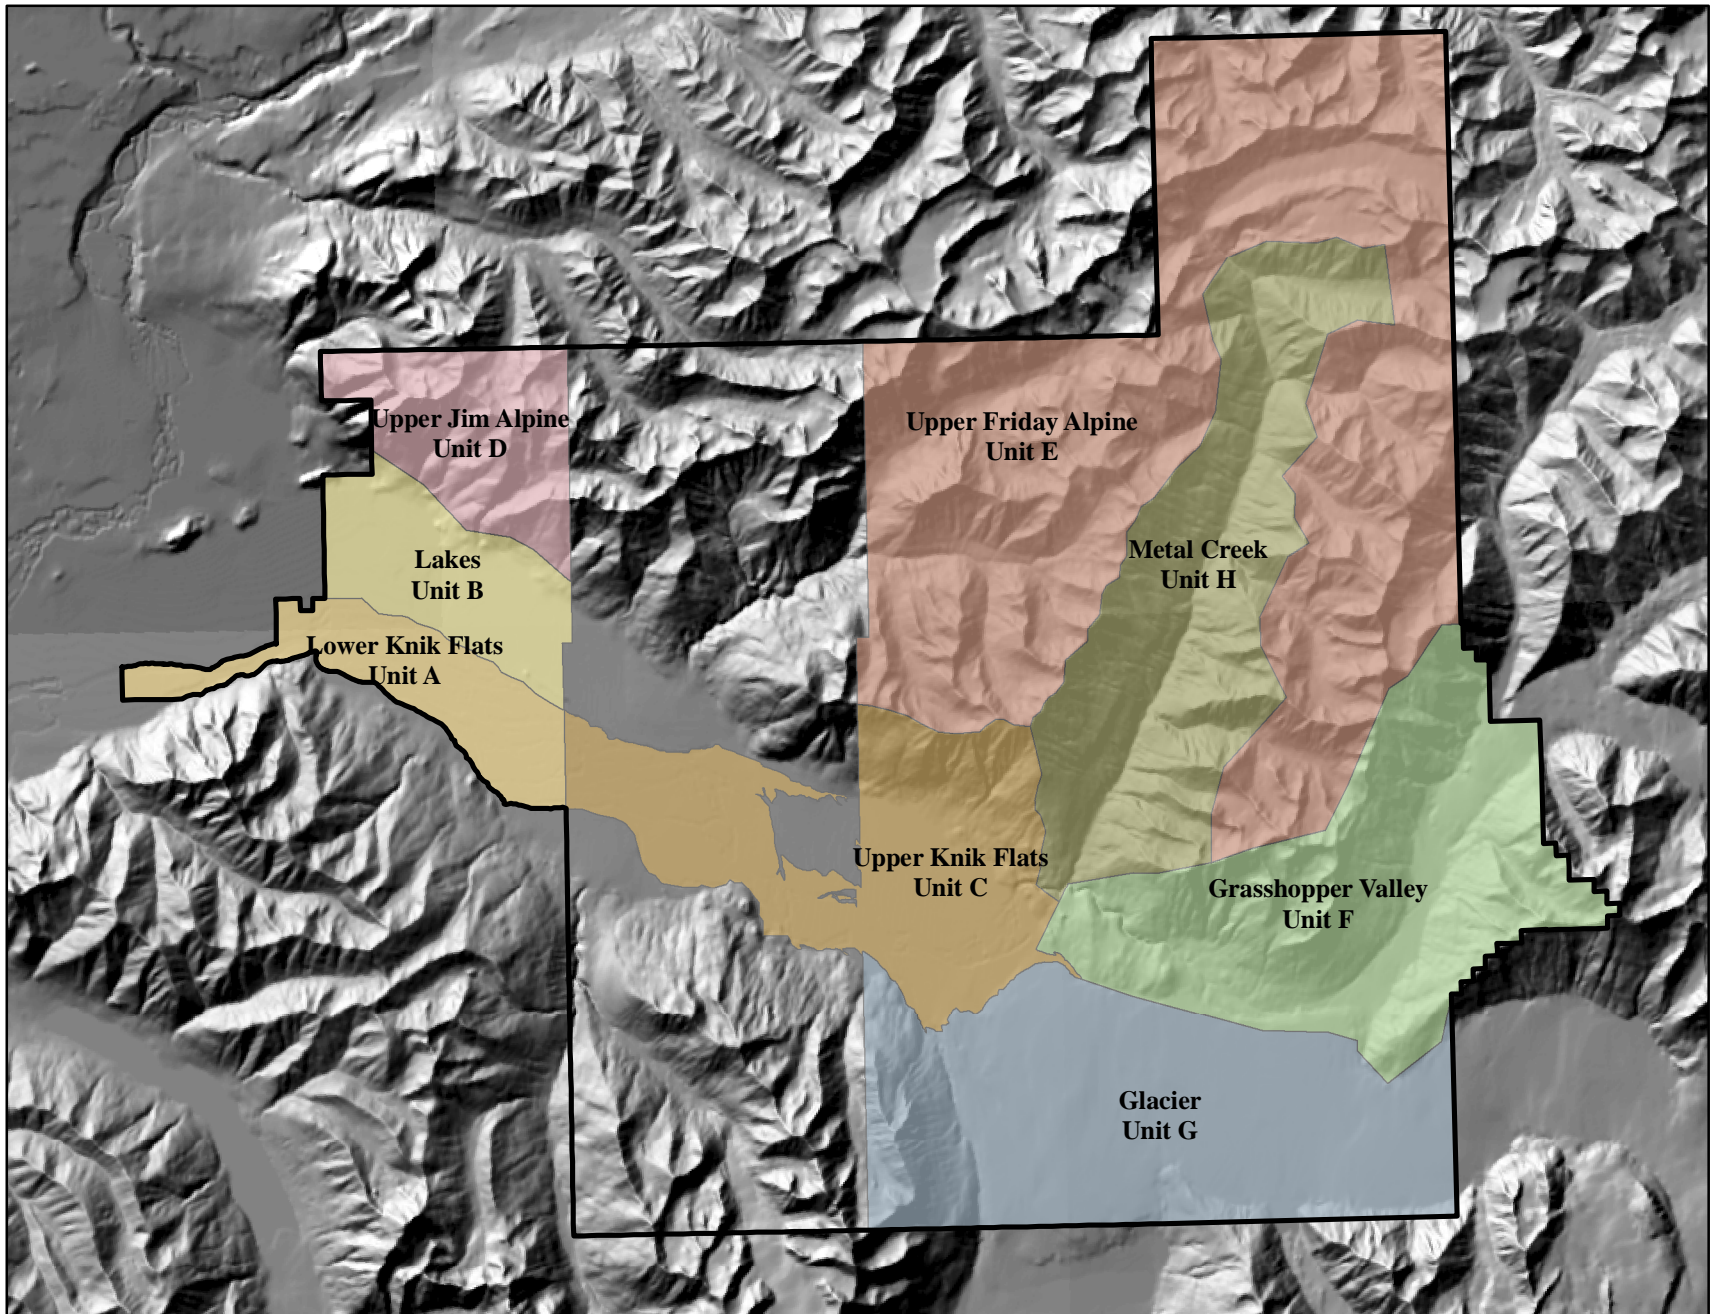 Upper Jim Alpine
Unit D
Upper Friday Alpine
Unit E
Lakes
Unit B
Metal Creek
Unit H
Lower Knik Flats
Unit A
Upper Knik Flats
Unit C
Grasshopper Valley
Unit F
Glacier
Unit G